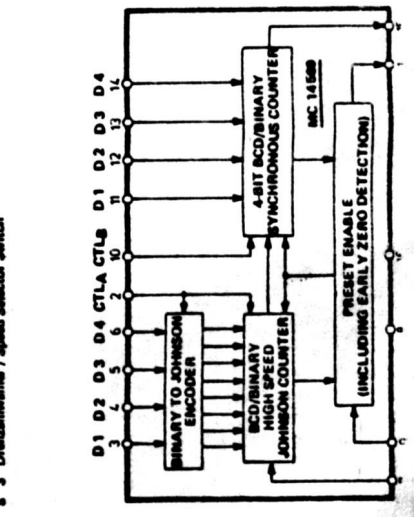 D1 D2 D3 D4 CTLA CTLB D1 D2 D3 D4
3 4 5 6 2 10 11 12 13 14
BINARY TO JOHNSON
ENCODER
BCD/BINARY
HIGH SPEED
JOHNSON COUNTER
4-BIT BCD/BINARY
SYNCHRONOUS COUNTER
MC 14569
PRESET ENABLE
(INCLUDING EARLY ZERO DETECTION)